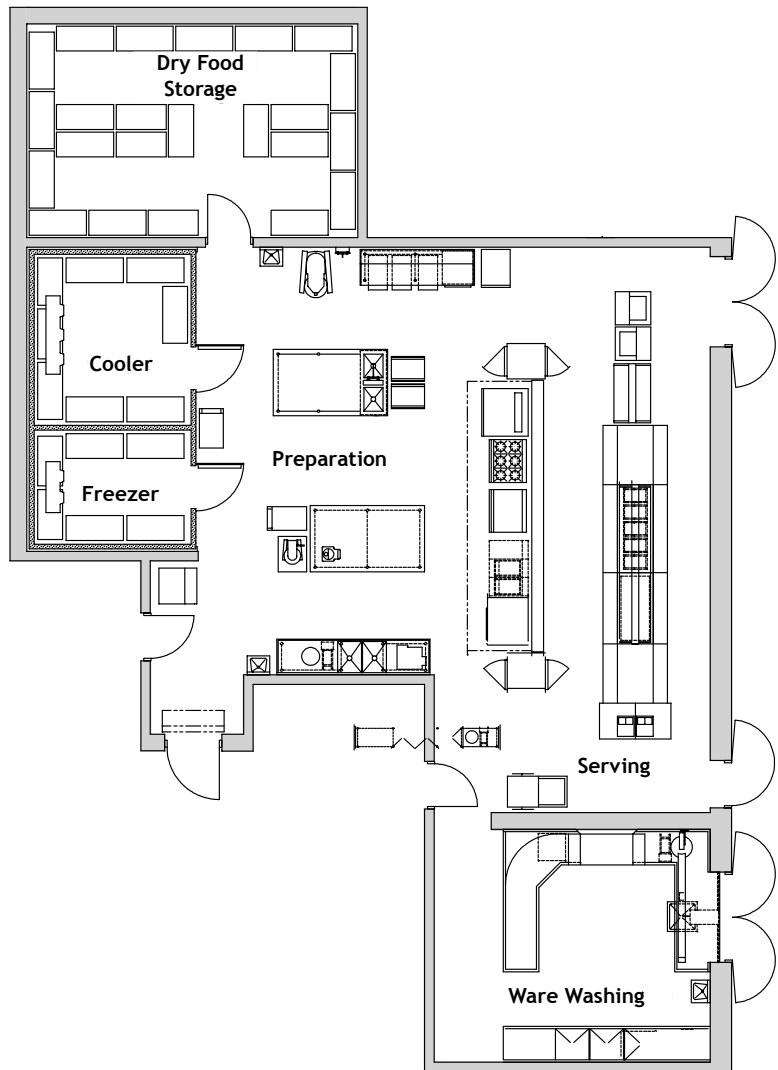 Dry Food
Storage
Cooler
Preparation
Freezer
Serving
Ware Washing